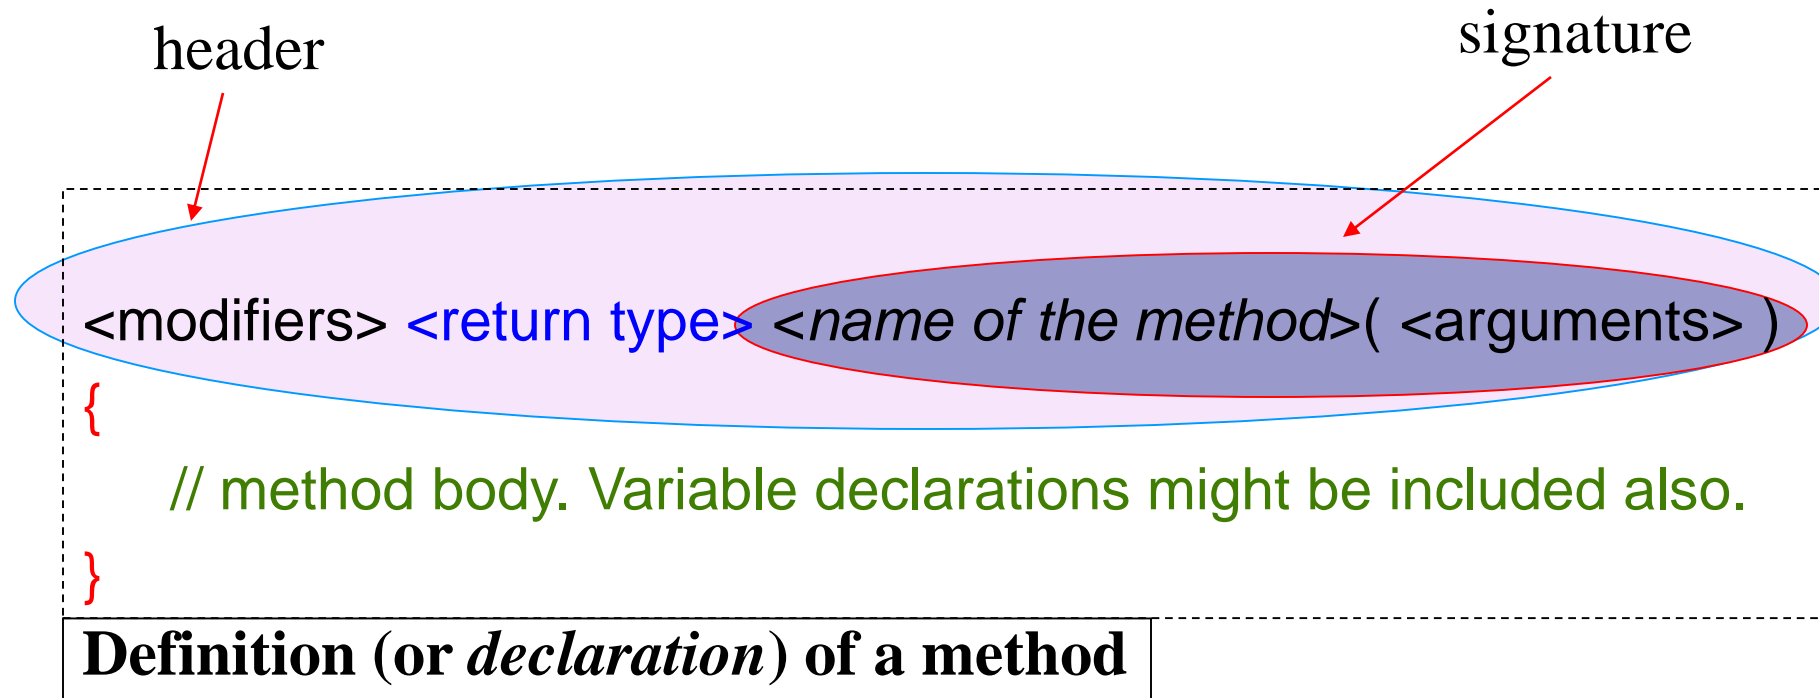 header
signature
<modifiers> <return type> <name of the method>( <arguments> )
{
// method body. Variable declarations might be included also.
}
Definition (or declaration) of a method